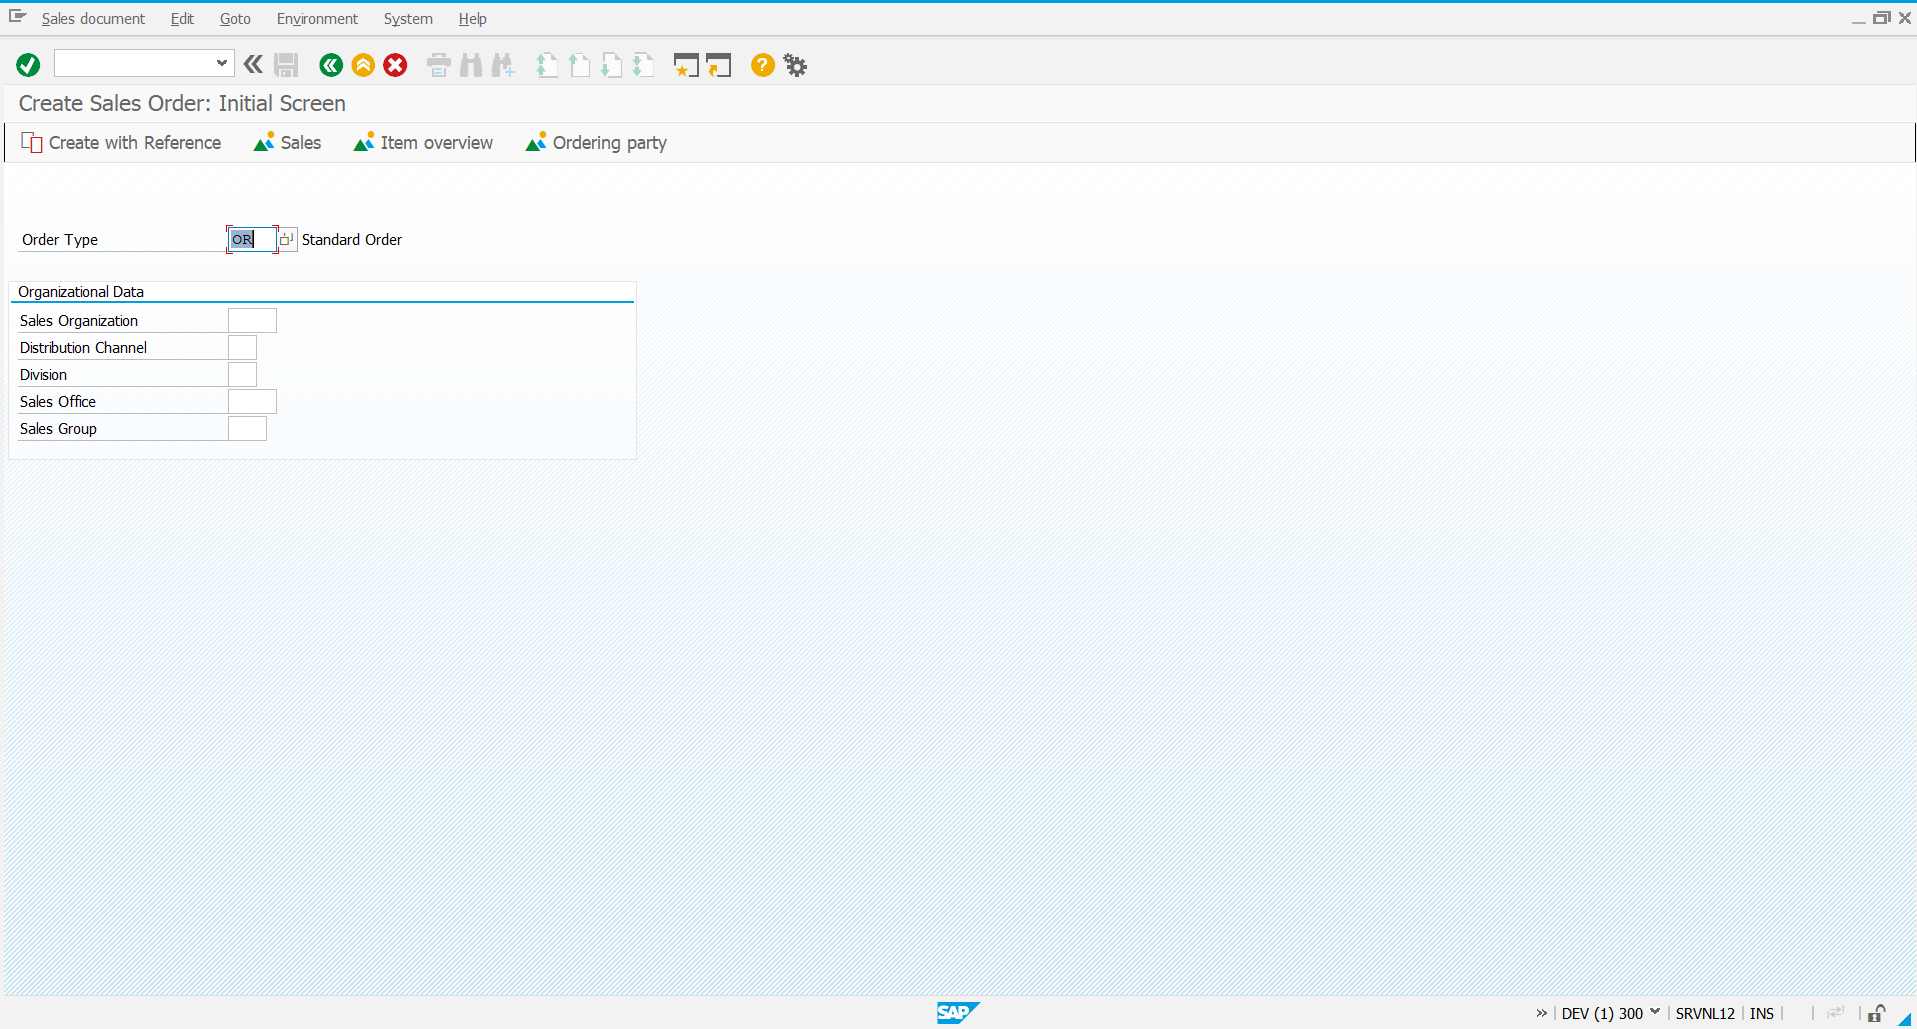 Sales document Edit Goto Environment System Help
Create Sales Order: Initial Screen
Create with Reference Sales Item overview Ordering party
Order Type OR Standard Order
Organizational Data
Sales Organization
Distribution Channel
Division
Sales Office
Sales Group
SAP » DEV (1) 300 SRVNL12 INS